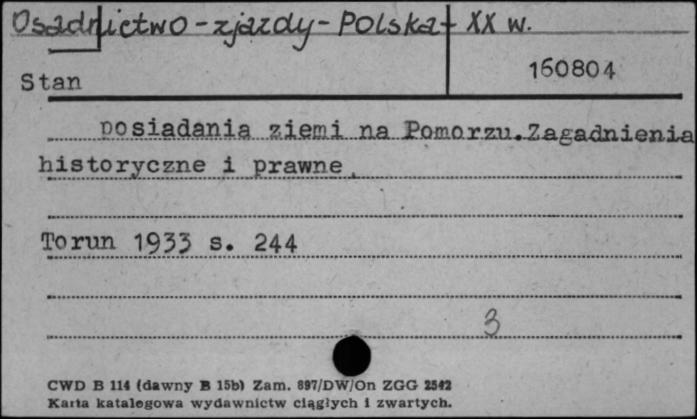 Osadnictwo - zjazdy - Polska - XX w.
160804
Stan
posiadania ziemi na Pomorzu.Zagadnienia
historyczne i prawne.
Torun 1933 s. 244
3
CWD B 114 (dawny B 15b) Zam. 897/DW/On ZGG 2542
Karta katalogowa wydawnictw ciągłych i zwartych.